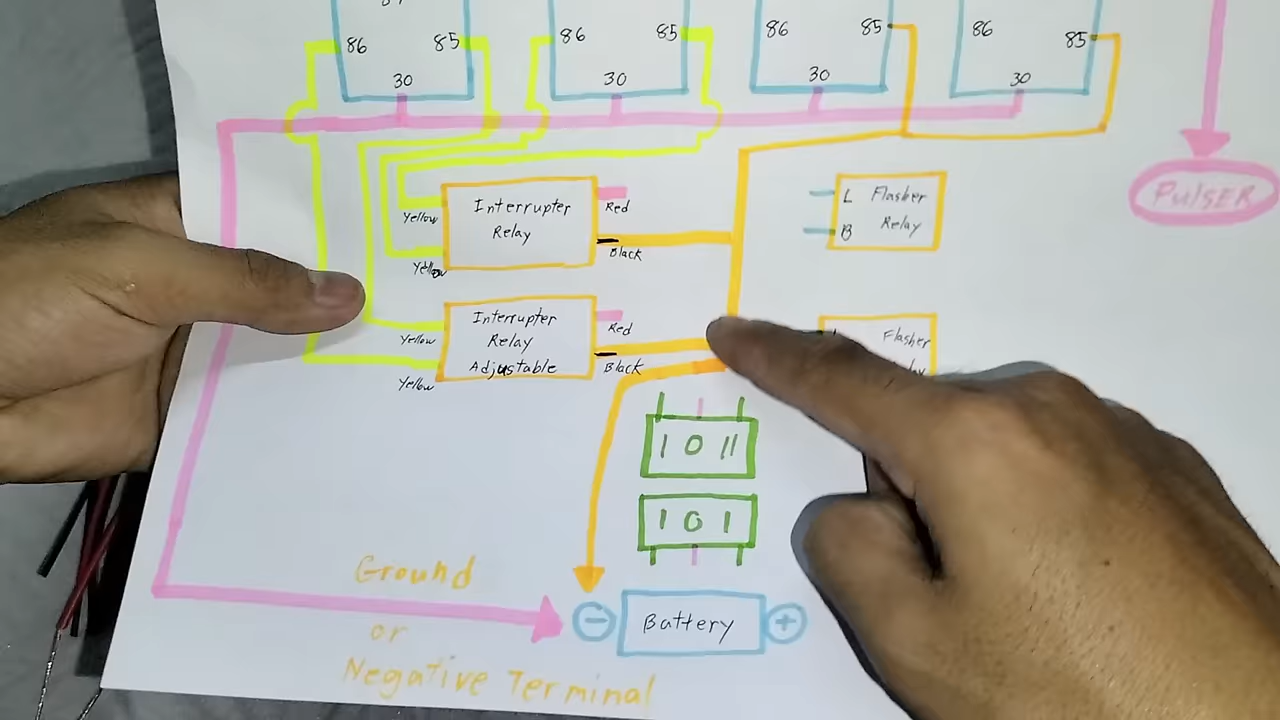 86
85
30
86
85
30
86
85
30
86
85
30
Interrupter
Relay
Yellow
Yellow
Red
Black
L Flasher
B Relay
PULSER
Interrupter
Relay
Adjustable
Yellow
Yellow
Red
Black
Flasher
1 0 11
1 0 1
Ground
or
Negative Terminal
− Battery +